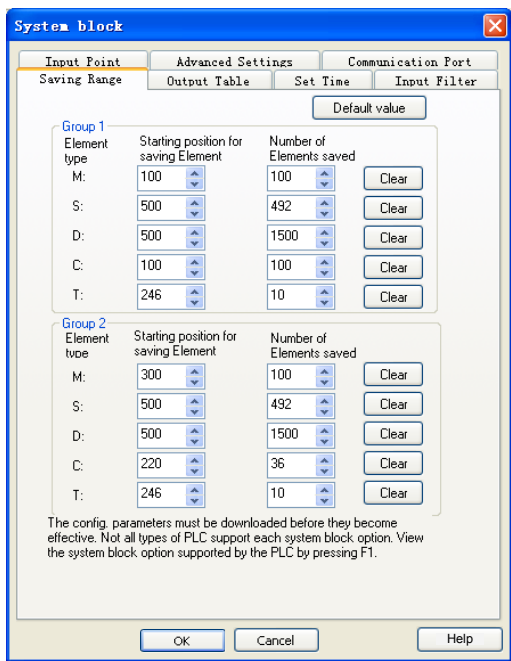 System block
Input Point Advanced Settings Communication Port
Saving Range Output Table Set Time Input Filter
Default value
Group 1
Element type Starting position for saving Element Number of Elements saved
M: 100 100 Clear
S: 500 492 Clear
D: 500 1500 Clear
C: 100 100 Clear
T: 246 10 Clear
Group 2
Element type Starting position for saving Element Number of Elements saved
M: 300 100 Clear
S: 500 492 Clear
D: 500 1500 Clear
C: 220 36 Clear
T: 246 10 Clear
The config. parameters must be downloaded before they become
effective. Not all types of PLC support each system block option. View
the system block option supported by the PLC by pressing F1.
OK Cancel Help